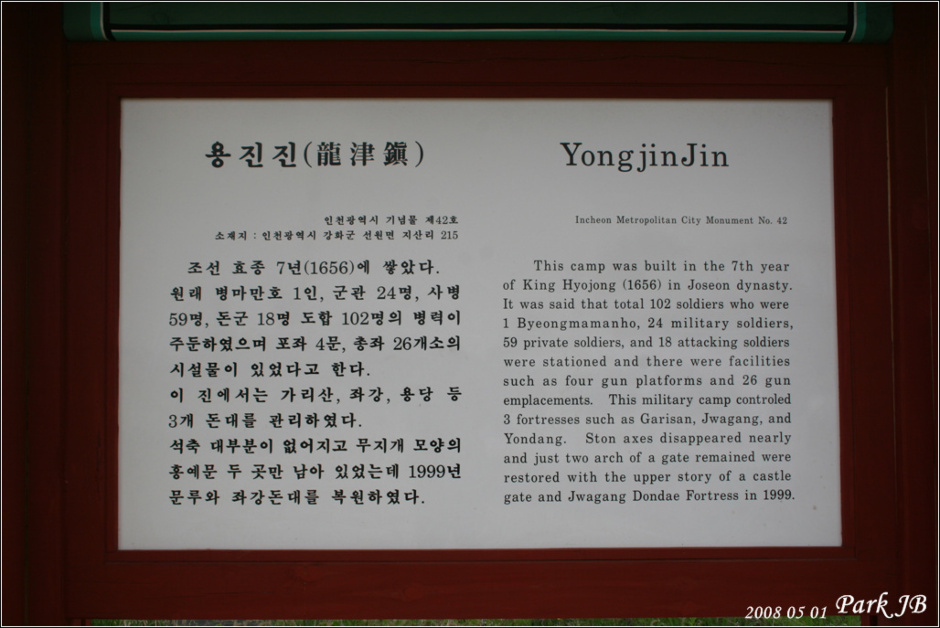 용진진(龍津鎭)
인천광역시 기념물 제42호
소재지 : 인천광역시 강화군 선원면 지산리 215
조선 효종 7년(1656)에 쌓았다.
원래 병마만호 1인, 군관 24명, 사병
59명, 돈군 18명 도합 102명의 병력이
주둔하였으며 포좌 4문, 총좌 26개소의
시설물이 있었다고 한다.
이 진에서는 가리산, 좌강, 용당 등
3개 돈대를 관리하였다.
석축 대부분이 없어지고 무지개 모양의
홍예문 두 곳만 남아 있었는데 1999년
문루와 좌강돈대를 복원하였다.
YongjinJin
Incheon Metropolitan City Monument No. 42
This camp was built in the 7th year
of King Hyojong (1656) in Joseon dynasty.
It was said that total 102 soldiers who were
1 Byeongmamanho, 24 military soldiers,
59 private soldiers, and 18 attacking soldiers
were stationed and there were facilities
such as four gun platforms and 26 gun
emplacements. This military camp controled
3 fortresses such as Garisan, Jwagang, and
Yondang. Ston axes disappeared nearly
and just two arch of a gate remained were
restored with the upper story of a castle
gate and Jwagang Dondae Fortress in 1999.
2008 05 01 Park JB